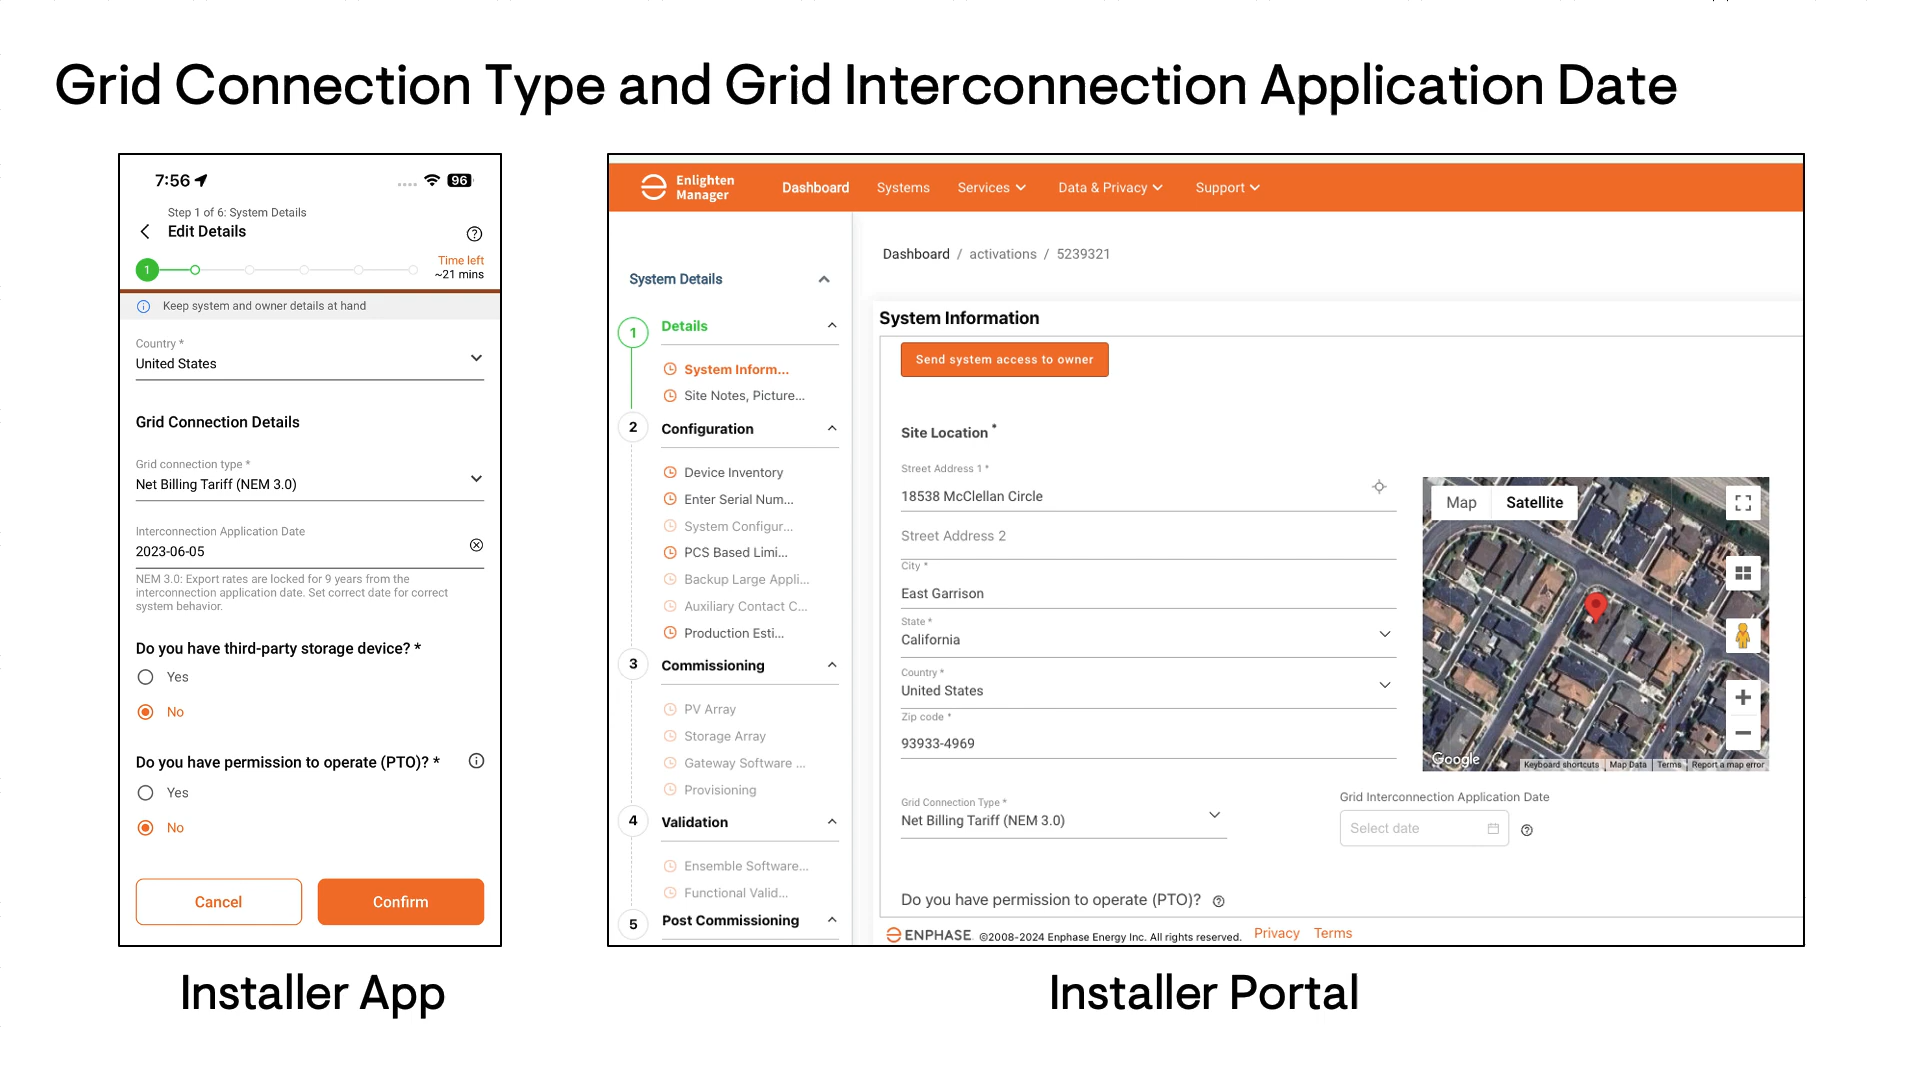 Grid Connection Type and Grid Interconnection Application Date
7:56
96
Step 1 of 6: System Details
Edit Details
1
Time left
~21 mins
Keep system and owner details at hand
Country *
United States
Grid Connection Details
Grid connection type *
Net Billing Tariff (NEM 3.0)
Interconnection Application Date
2023-06-05
NEM 3.0: Export rates are locked for 9 years from the
interconnection application date. Set correct date for correct
system behavior.
Do you have third-party storage device? *
Yes
No
Do you have permission to operate (PTO)? *
Yes
No
Cancel
Confirm
Installer App
Enlighten
Manager
Dashboard
Systems
Services
Data & Privacy
Support
System Details
1
Details
System Inform...
Site Notes, Picture...
2
Configuration
Device Inventory
Enter Serial Num...
System Configur...
PCS Based Limi...
Backup Large Appli...
Auxiliary Contact C...
Production Esti...
3
Commissioning
PV Array
Storage Array
Gateway Software ...
Provisioning
4
Validation
Ensemble Software...
Functional Valid...
5
Post Commissioning
Dashboard / activations / 5239321
System Information
Send system access to owner
Site Location *
Street Address 1 *
18538 McClellan Circle
Street Address 2
City *
East Garrison
State *
California
Country *
United States
Zip code *
93933-4969
Map
Satellite
Google
Keyboard shortcuts
Map Data
Terms
Report a map error
Grid Connection Type *
Net Billing Tariff (NEM 3.0)
Grid Interconnection Application Date
Select date
Do you have permission to operate (PTO)?
ENPHASE ©2008-2024 Enphase Energy Inc. All rights reserved. Privacy Terms
Installer Portal